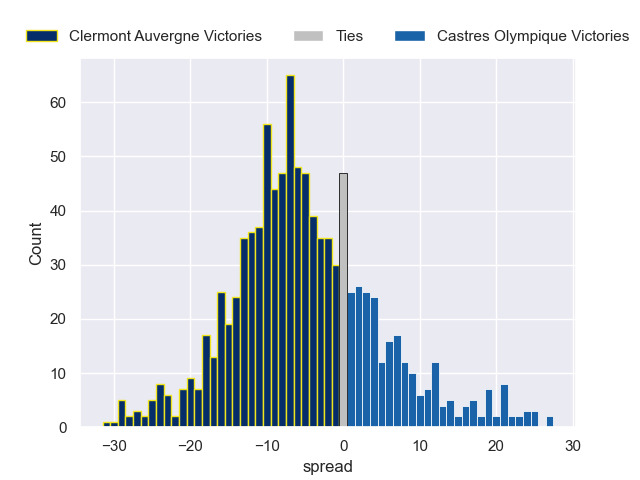 Clermont Auvergne Victories Ties Castres Olympique Victories
60
50
40
30
20
10
0
Count
−30 −20 −10 0 10 20 30
spread